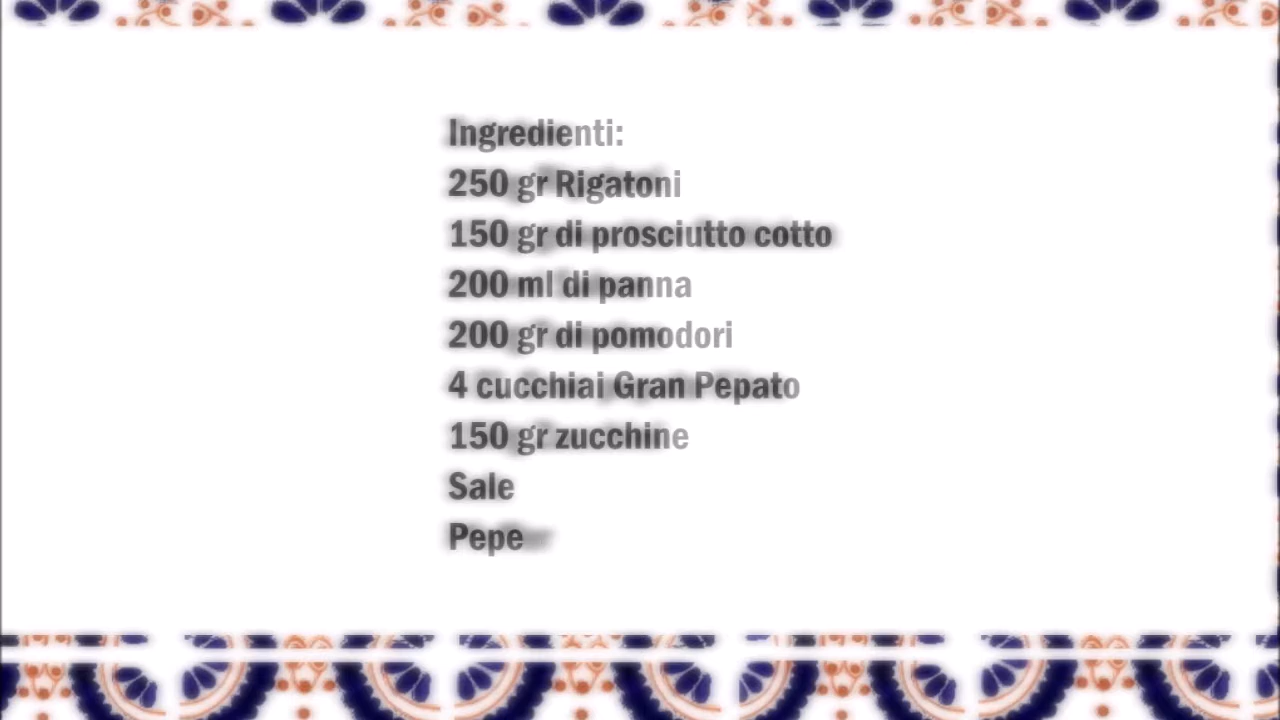 Ingredienti:
250 gr Rigatoni
150 gr di prosciutto cotto
200 ml di panna
200 gr di pomodori
4 cucchiai Gran Pepato
150 gr zucchine
Sale
Pepe